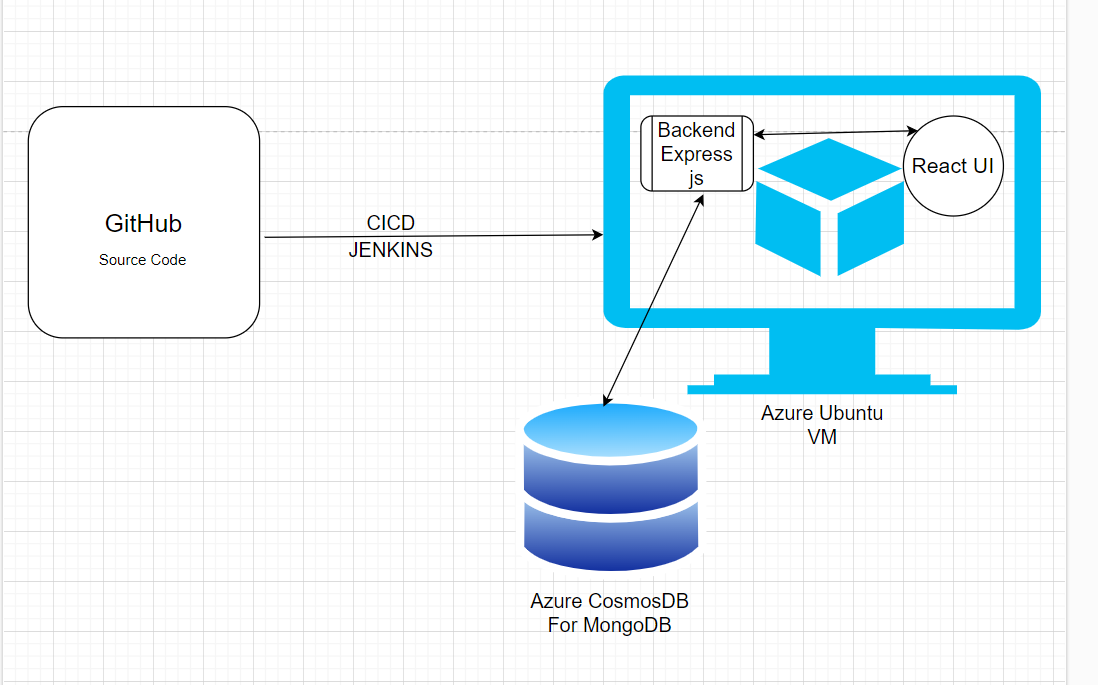 GitHub
Source Code
CICD
JENKINS
Backend
Express
js
React UI
Azure Ubuntu
VM
Azure CosmosDB
For MongoDB